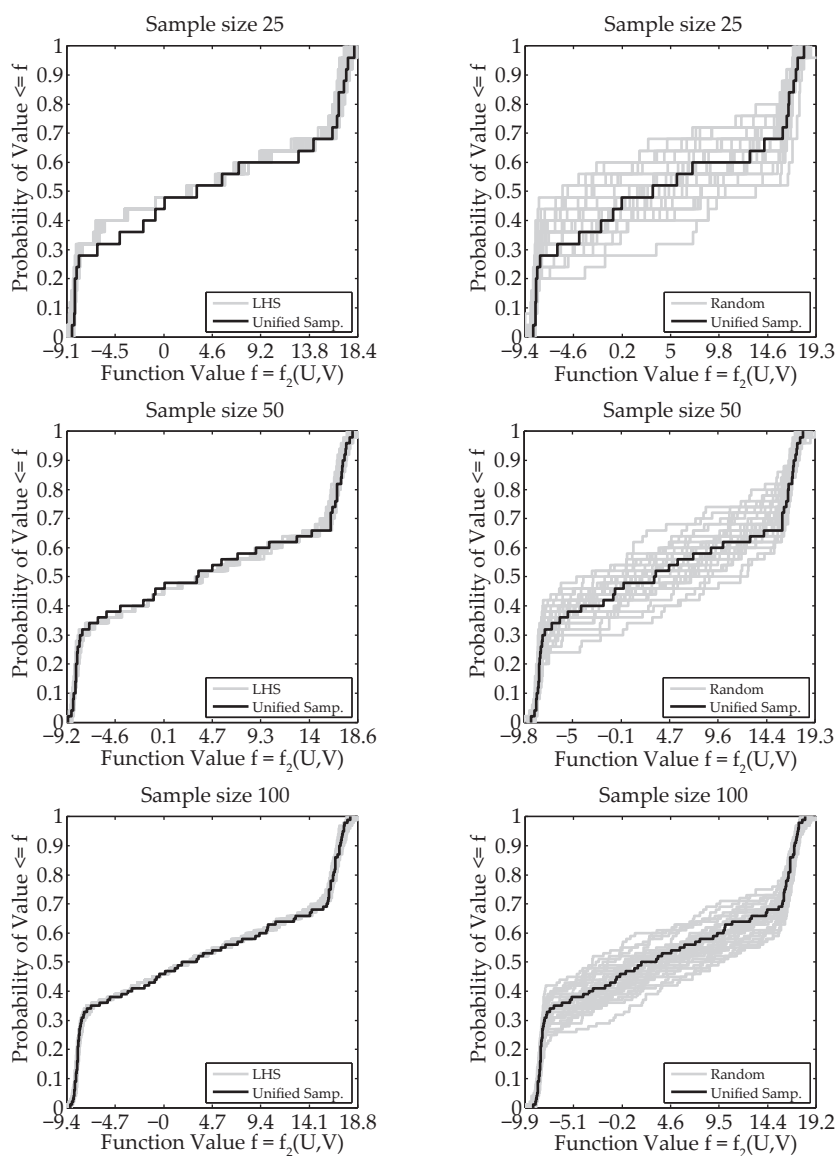 Sample size 25
1
0.9
0.8
0.7
0.6
0.5
0.4
0.3
0.2
0.1
0
Probability of Value <= f
LHS
Unified Samp.
−9.1 −4.5 0 4.6 9.2 13.8 18.4
Function Value f = f2(U,V)
Sample size 25
1
0.9
0.8
0.7
0.6
0.5
0.4
0.3
0.2
0.1
0
Probability of Value <= f
Random
Unified Samp.
−9.4 −4.6 0.2 5 9.8 14.6 19.3
Function Value f = f2(U,V)
Sample size 50
1
0.9
0.8
0.7
0.6
0.5
0.4
0.3
0.2
0.1
0
Probability of Value <= f
LHS
Unified Samp.
−9.2 −4.6 0.1 4.7 9.3 14 18.6
Function Value f = f2(U,V)
Sample size 50
1
0.9
0.8
0.7
0.6
0.5
0.4
0.3
0.2
0.1
0
Probability of Value <= f
Random
Unified Samp.
−9.8 −5 −0.1 4.7 9.6 14.4 19.3
Function Value f = f2(U,V)
Sample size 100
1
0.9
0.8
0.7
0.6
0.5
0.4
0.3
0.2
0.1
0
Probability of Value <= f
LHS
Unified Samp.
−9.4 −4.7 −0 4.7 9.4 14.1 18.8
Function Value f = f2(U,V)
Sample size 100
1
0.9
0.8
0.7
0.6
0.5
0.4
0.3
0.2
0.1
0
Probability of Value <= f
Random
Unified Samp.
−9.9 −5.1 −0.2 4.6 9.5 14.4 19.2
Function Value f = f2(U,V)